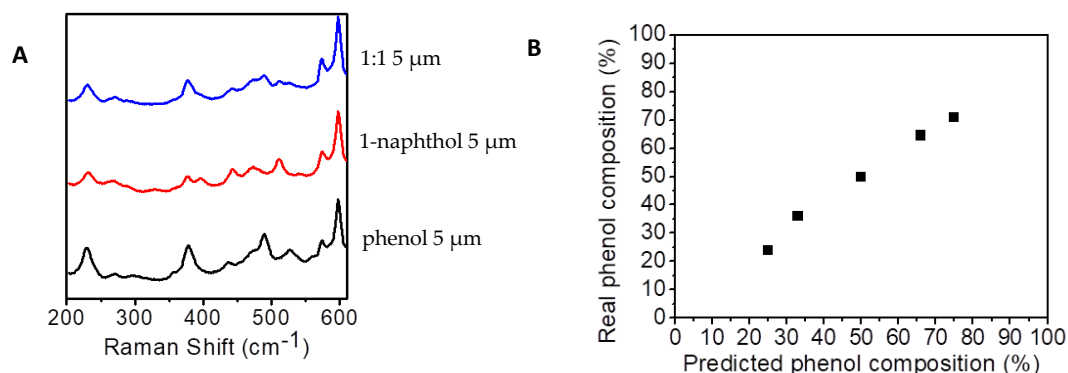 A
1:1 5 µm
1-naphthol 5 µm
phenol 5 µm
200 300 400 500 600
Raman Shift (cm-1)
B
Real phenol composition (%)
100
90
80
70
60
50
40
30
20
10
0
0 10 20 30 40 50 60 70 80 90 100
Predicted phenol composition (%)